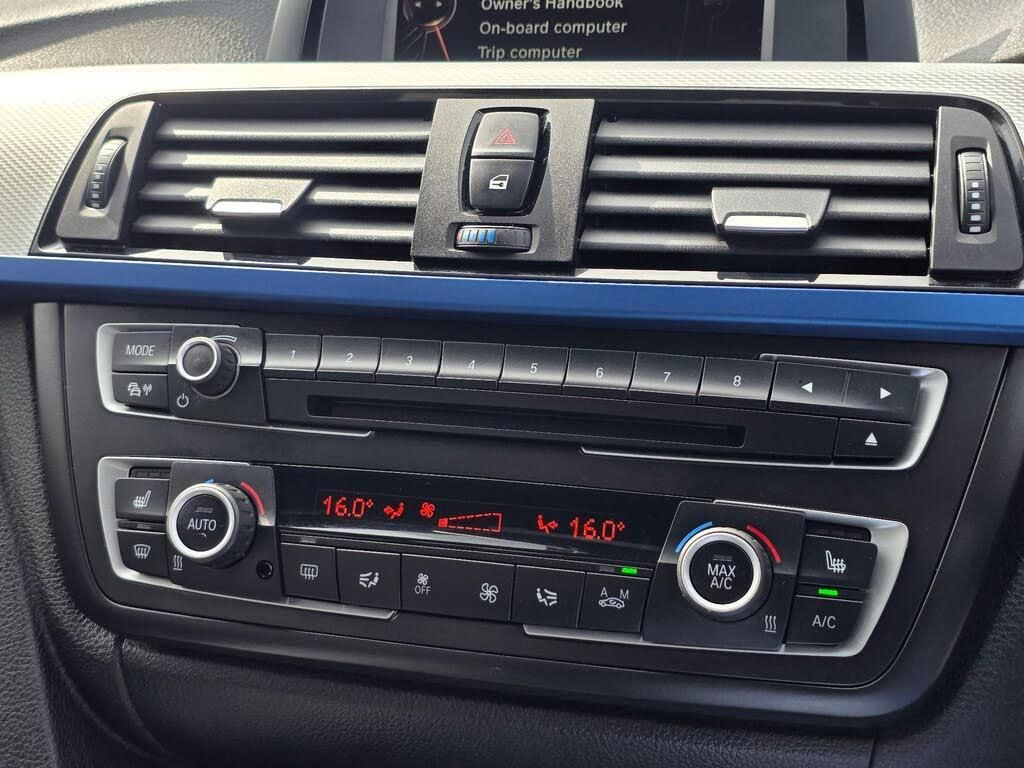 Owner's Handbook
On-board computer
Trip computer
MODE
1 2 3 4 5 6 7 8
16.0° 16.0°
AUTO
MAX
A/C
OFF
A M
A/C